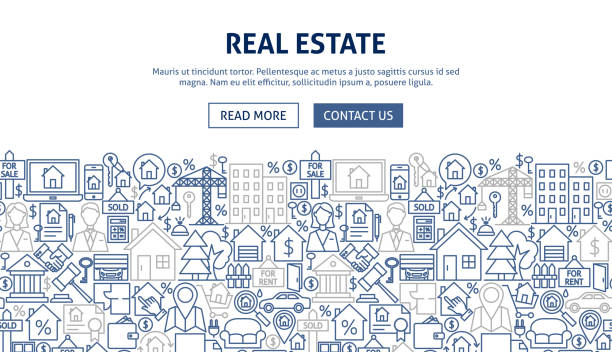 REAL ESTATE
Mauris ut tincidunt tortor. Pellentesque ac metus a justo sagittis cursus id sed
magna. Nam eu elit efficitur, sollicitudin ipsum a, posuere ligula.
READ MORE
CONTACT US
FOR
SALE
FOR
SALE
SOLD
SOLD
FOR
RENT
FOR
RENT
SOLD
SOLD